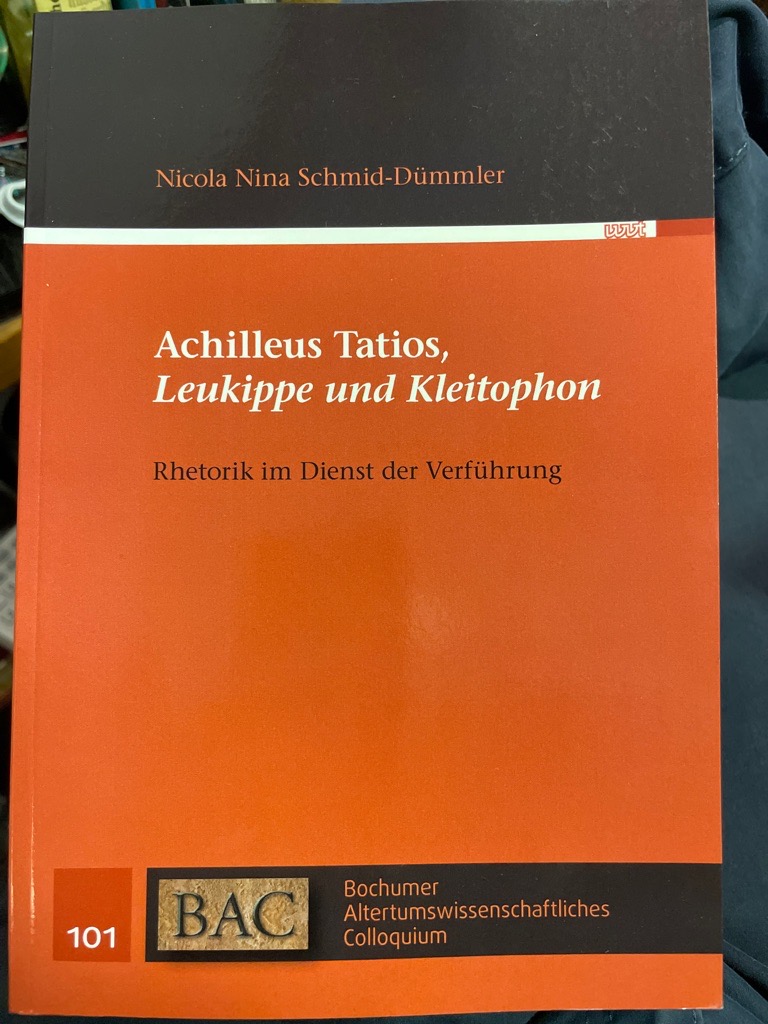 Nicola Nina Schmid-Dümmler
wvt
Achilleus Tatios,
Leukippe und Kleitophon
Rhetorik im Dienst der Verführung
101
BAC
Bochumer
Altertumswissenschaftliches
Colloquium